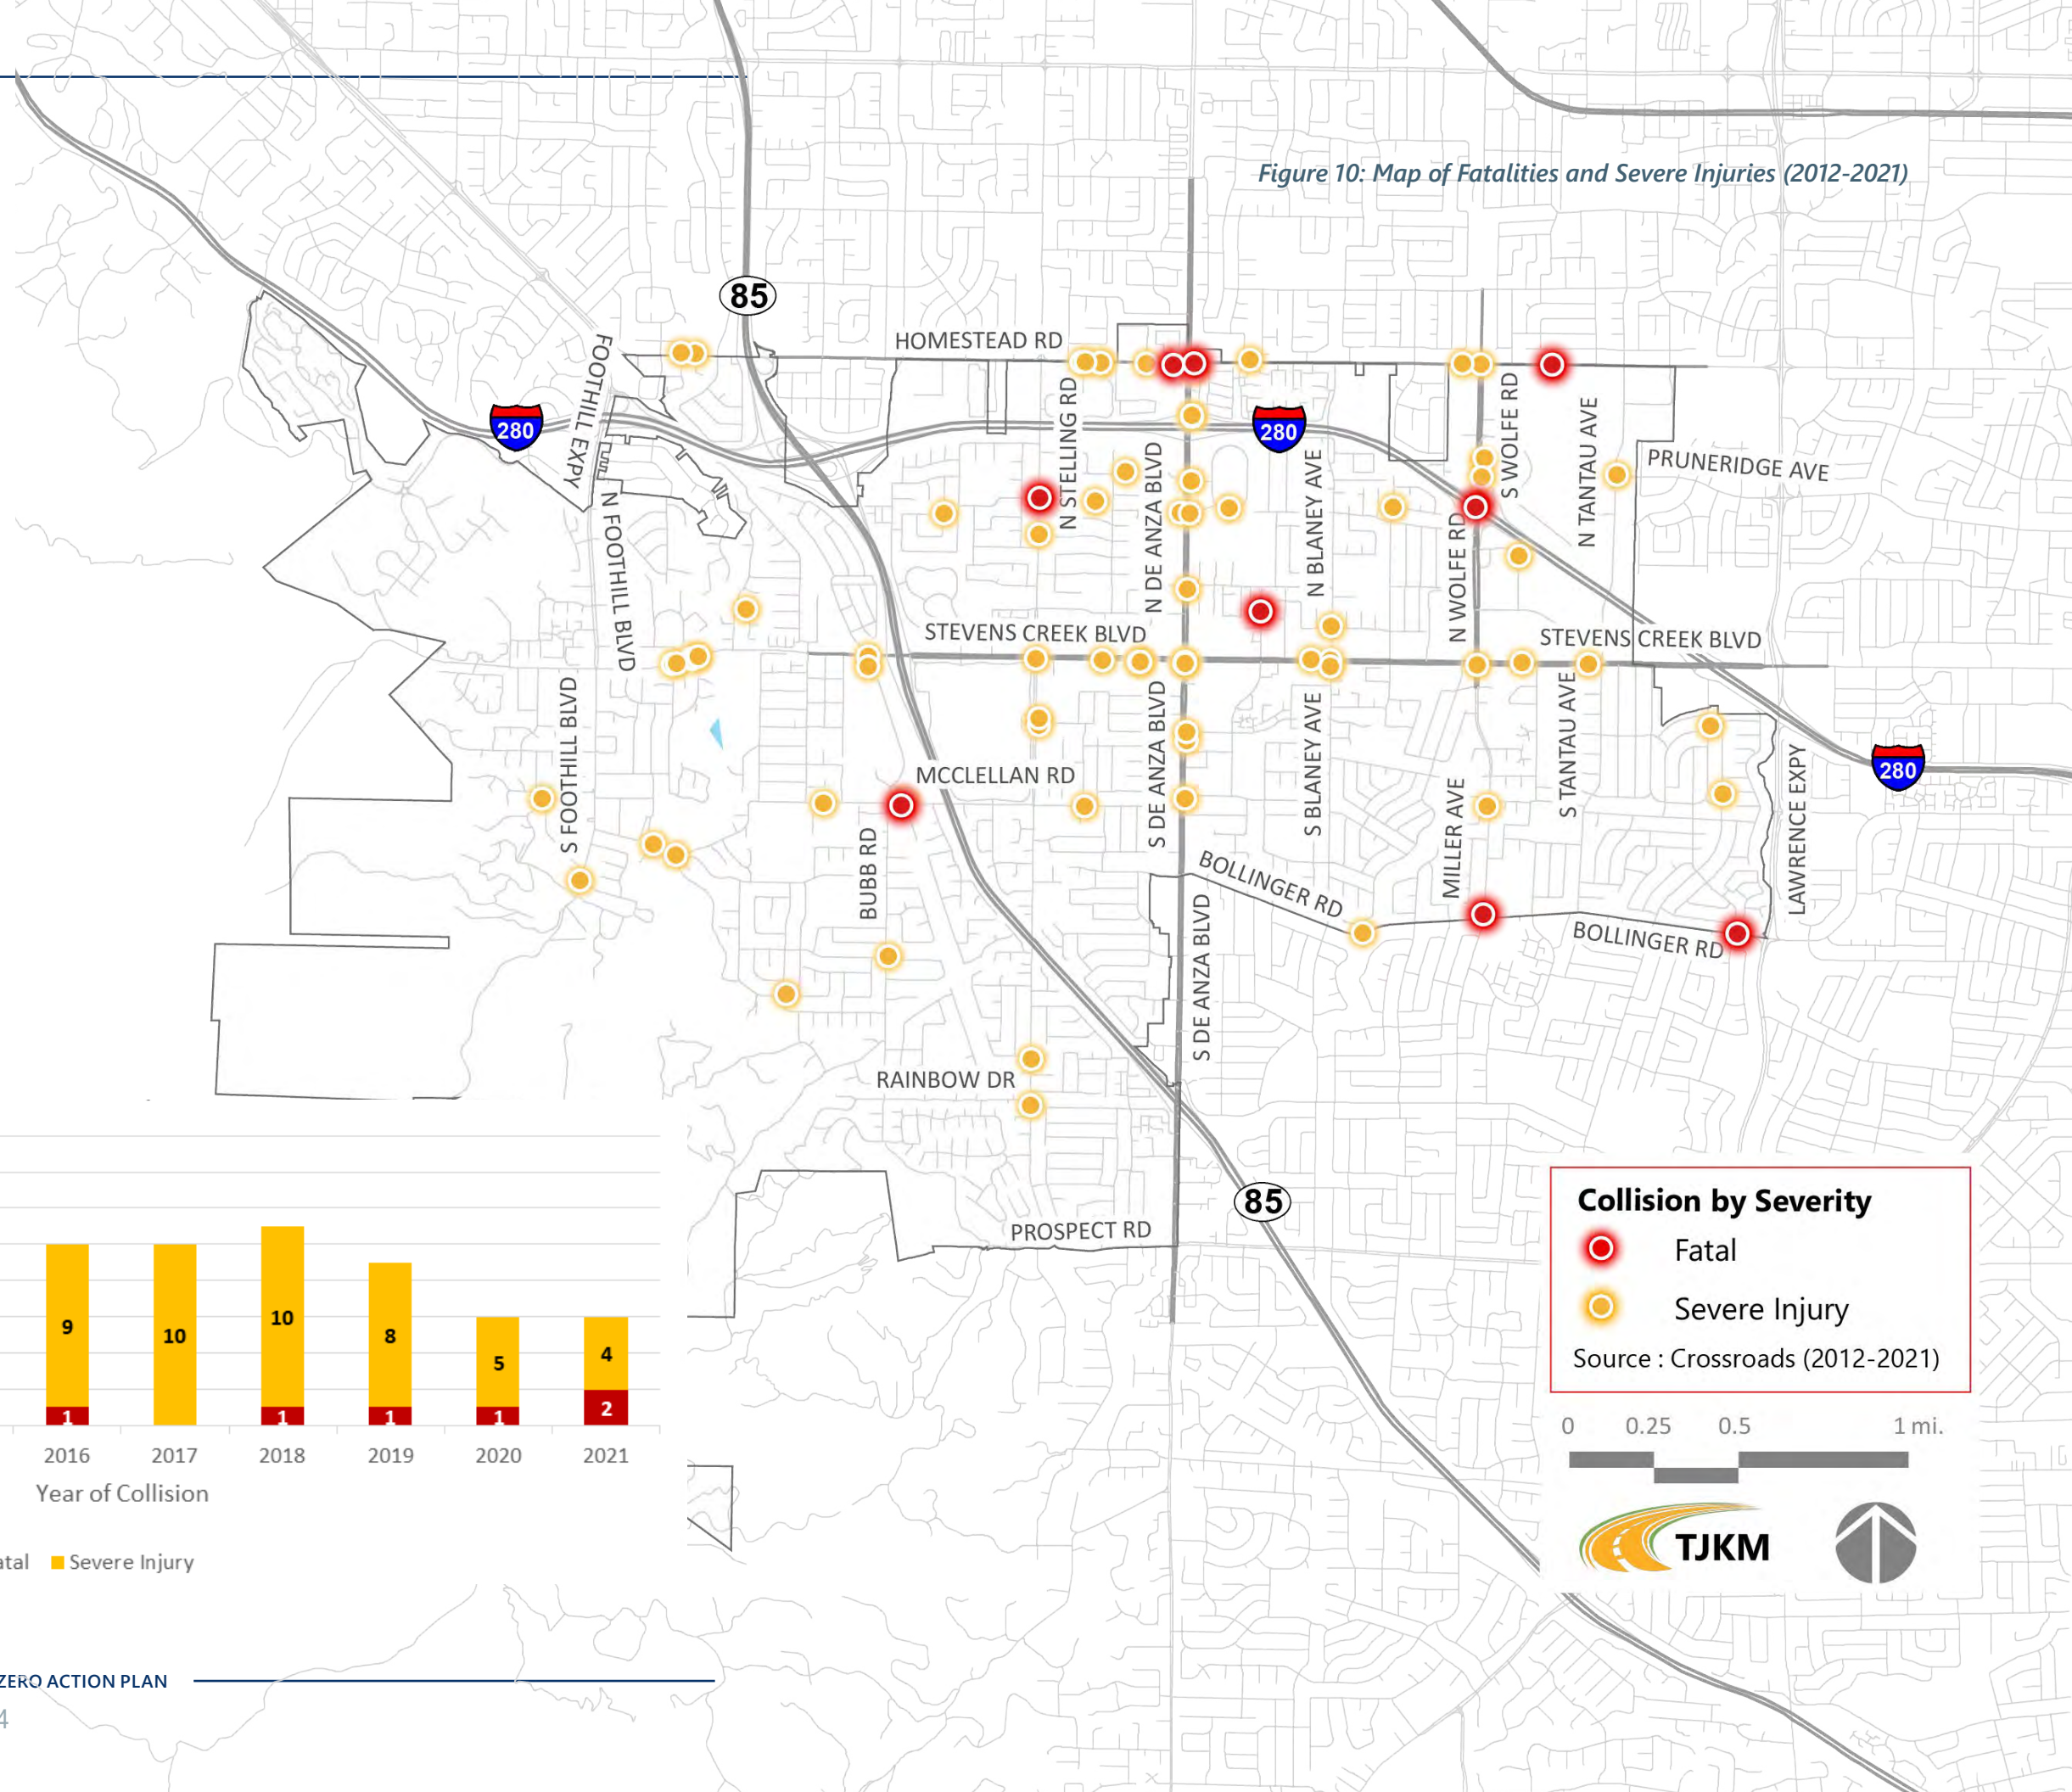 Figure 10: Map of Fatalities and Severe Injuries (2012-2021)
85
HOMESTEAD RD
FOOTHILL EXPY
280
280
N STELLING RD
S WOLFE RD
N TANTAU AVE
PRUNERIDGE AVE
N DE ANZA BLVD
N BLANEY AVE
N FOOTHILL BLVD
N WOLFE RD
STEVENS CREEK BLVD
STEVENS CREEK BLVD
S FOOTHILL BLVD
S DE ANZA BLVD
S BLANEY AVE
S TANTAU AVE
LAWRENCE EXPY
280
MCCLELLAN RD
MILLER AVE
BUBB RD
BOLLINGER RD
BOLLINGER RD
S DE ANZA BLVD
RAINBOW DR
85
PROSPECT RD
Collision by Severity
Fatal
Severe Injury
Source : Crossroads (2012-2021)
0 0.25 0.5 1 mi.
TJKM
9 10 10 8 5 4
1 1 1 1 2
2016 2017 2018 2019 2020 2021
Year of Collision
atal Severe Injury
ZERO ACTION PLAN
4